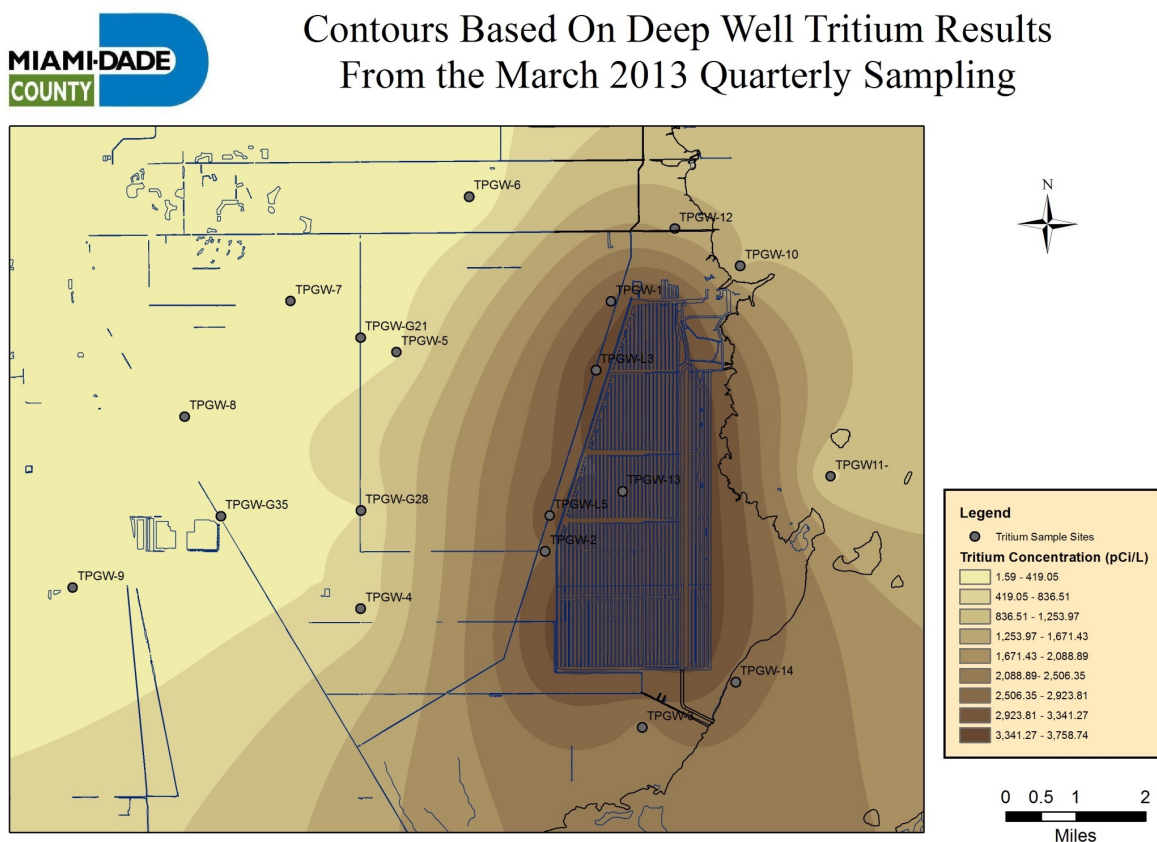 Contours Based On Deep Well Tritium Results
From the March 2013 Quarterly Sampling
MIAMI-DADE
COUNTY
N
TPGW-6
TPGW-12
TPGW-10
TPGW-7
TPGW-1
TPGW-G21
TPGW-5
TPGW-L3
TPGW-8
TPGW11-
TPGW-13
TPGW-G28
TPGW-L5
TPGW-G35
TPGW-2
TPGW-9
TPGW-4
TPGW-14
TPGW-3
Legend
Tritium Sample Sites
Tritium Concentration (pCi/L)
1.59 - 419.05
419.05 - 836.51
836.51 - 1,253.97
1,253.97 - 1,671.43
1,671.43 - 2,088.89
2,088.89- 2,506.35
2,506.35 - 2,923.81
2,923.81 - 3,341.27
3,341.27 - 3,758.74
0 0.5 1 2
Miles